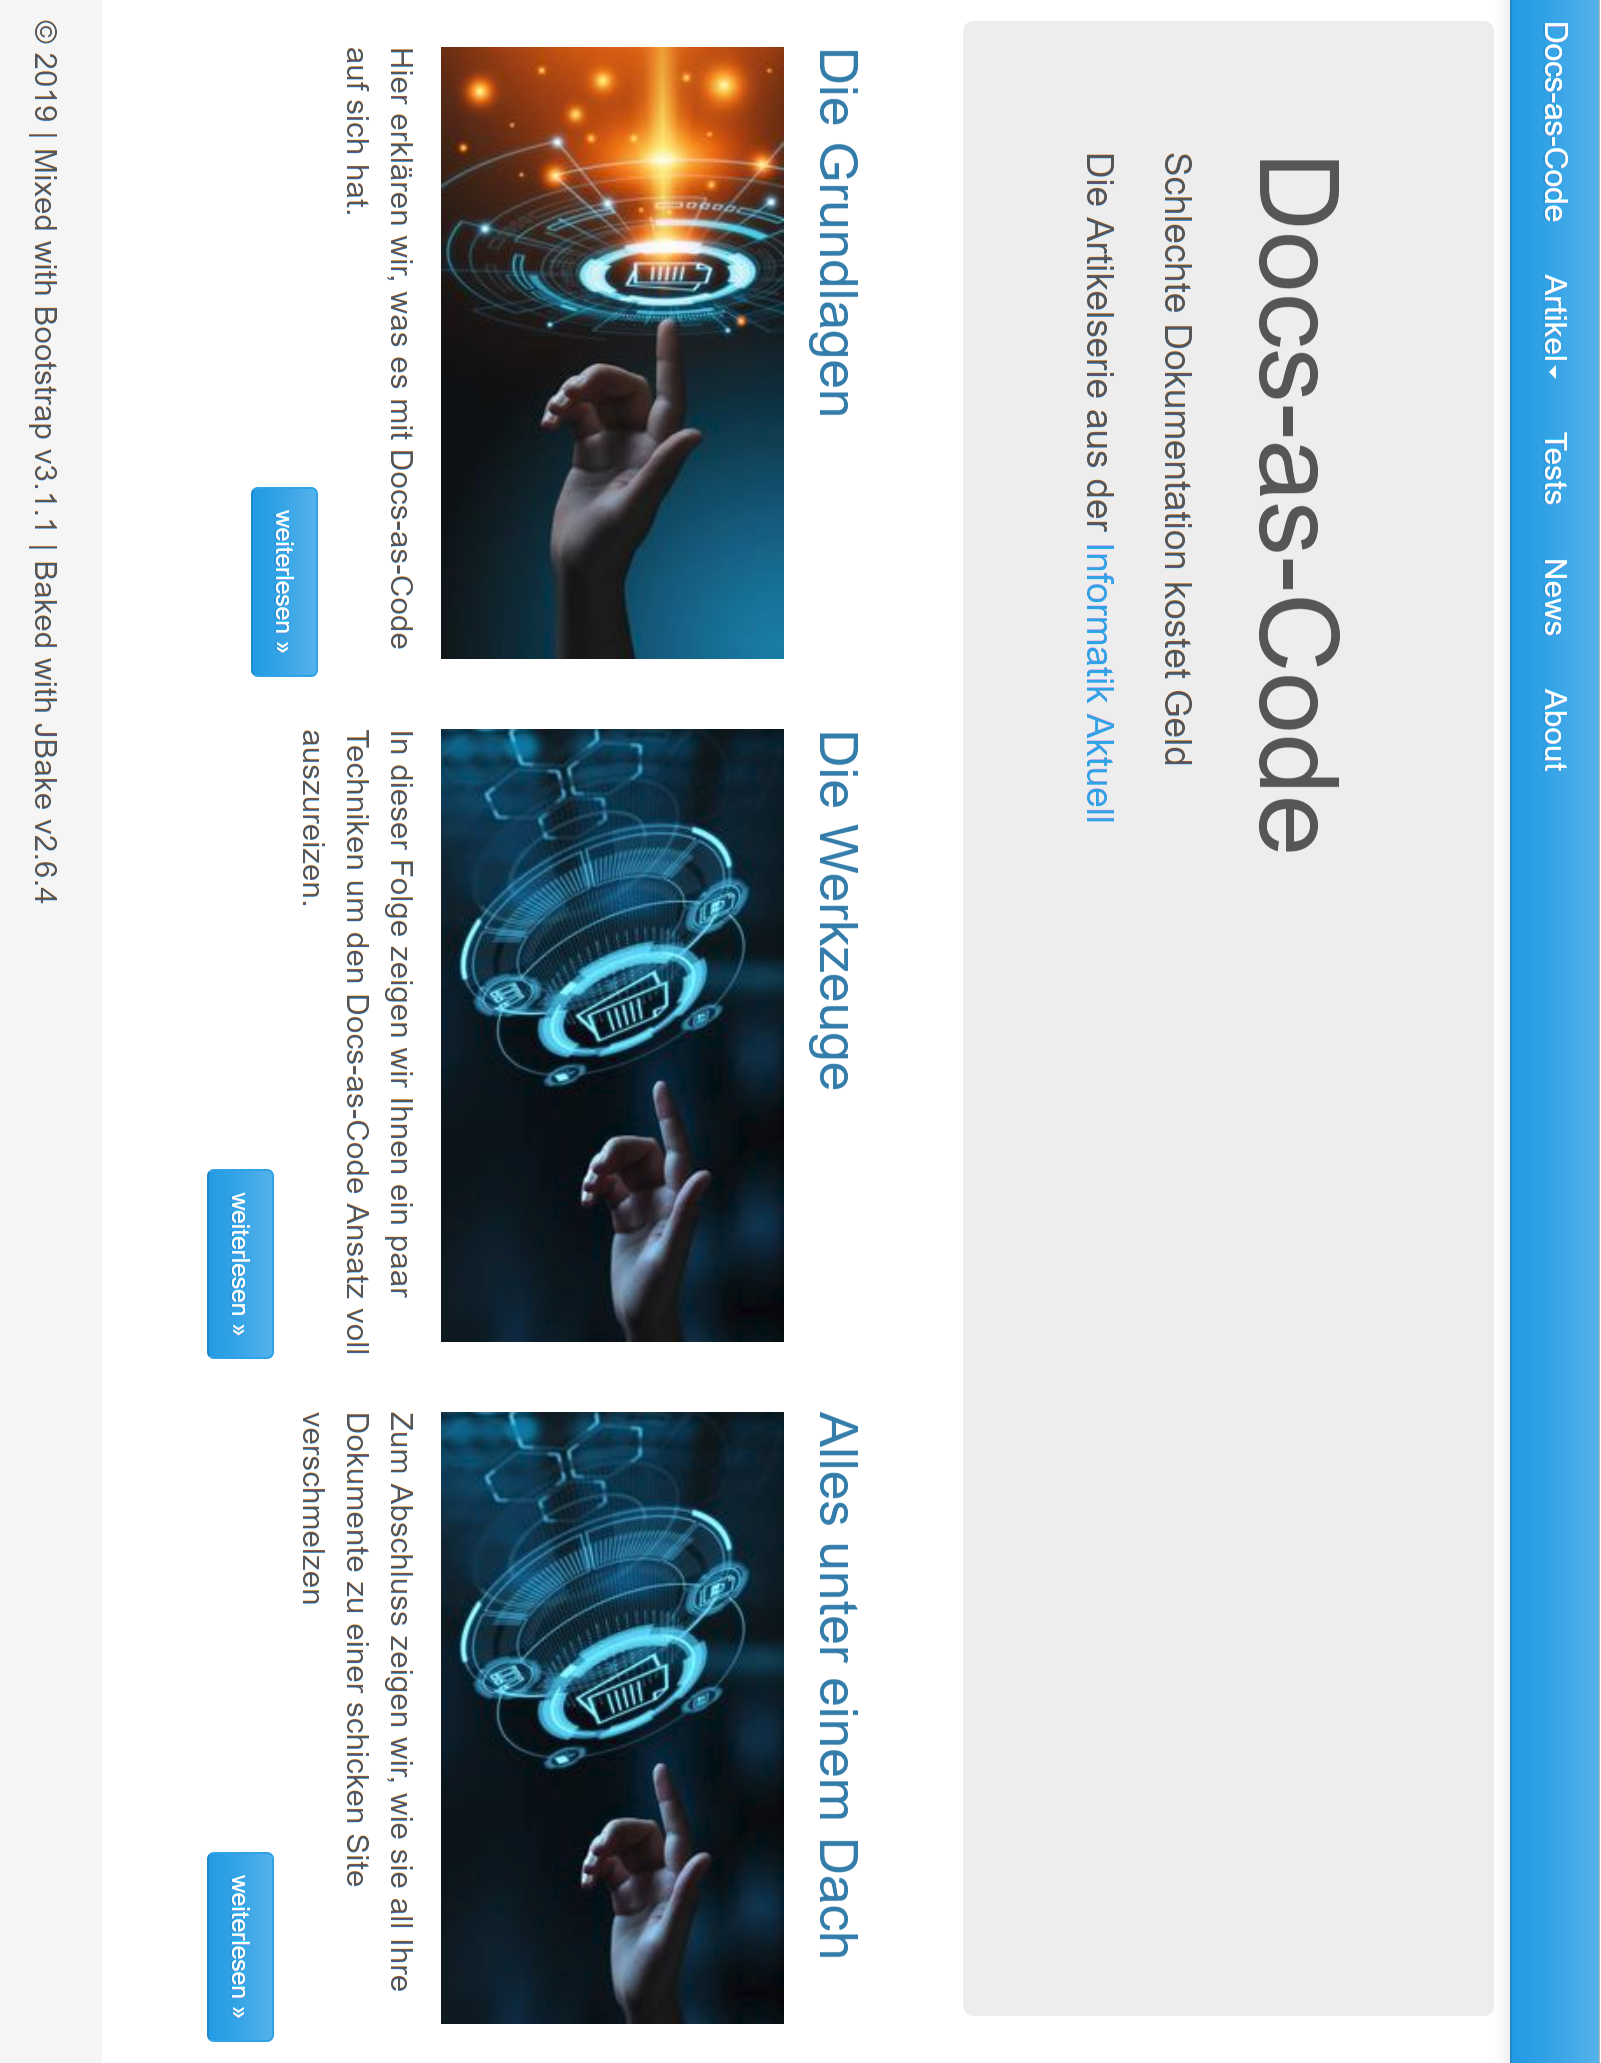 Docs-as-Code Artikel Tests News About
Docs-as-Code
Schlechte Dokumentation kostet Geld
Die Artikelserie aus der Informatik Aktuell
Die Grundlagen
Hier erklären wir, was es mit Docs-as-Code
auf sich hat.
weiterlesen »
Die Werkzeuge
In dieser Folge zeigen wir Ihnen ein paar
Techniken um den Docs-as-Code Ansatz voll
auszureizen.
weiterlesen »
Alles unter einem Dach
Zum Abschluss zeigen wir, wie sie all Ihre
Dokumente zu einer schicken Site
verschmelzen
weiterlesen »
© 2019 | Mixed with Bootstrap v3.1.1 | Baked with JBake v2.6.4